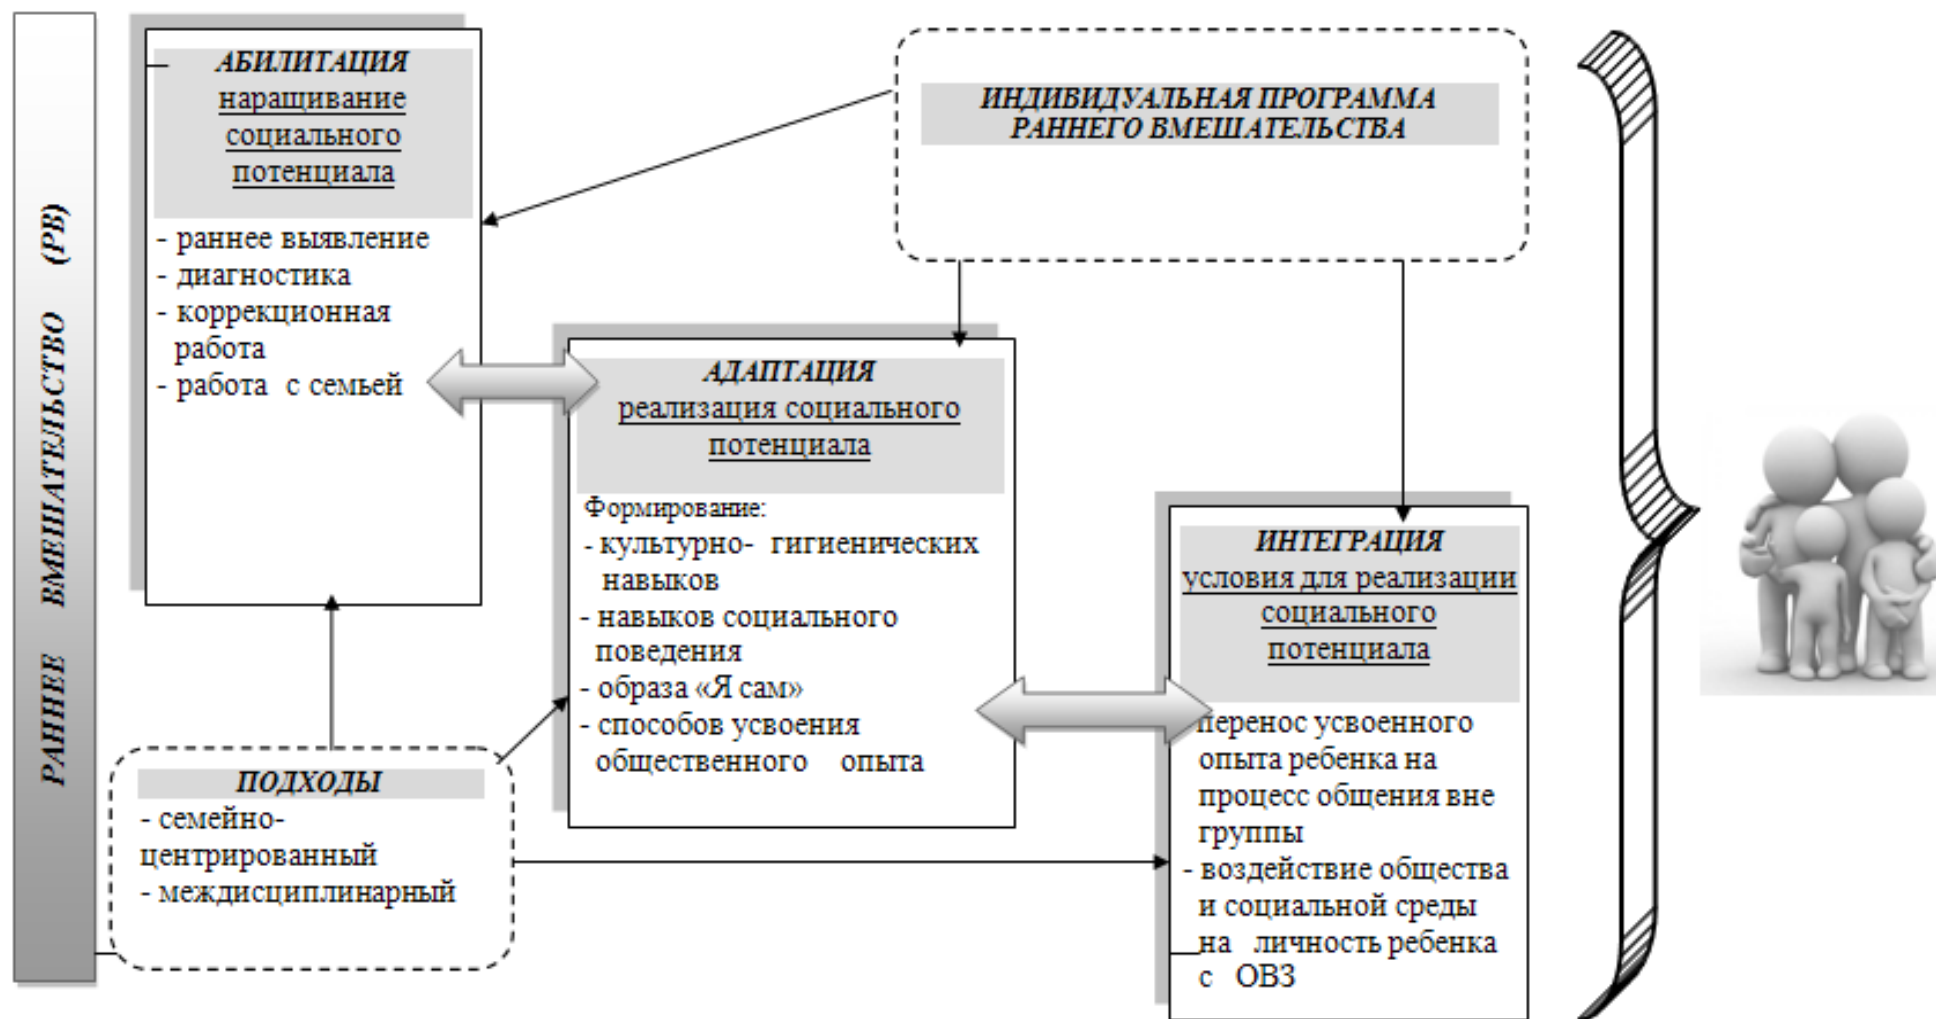 РАННЕЕ ВМЕШАТЕЛЬСТВО (РВ)
АБИЛИТАЦИЯ
наращивание
социального
потенциала
- раннее выявление
- диагностика
- коррекционная
работа
- работа с семьей
ИНДИВИДУАЛЬНАЯ ПРОГРАММА
РАННЕГО ВМЕШАТЕЛЬСТВА
АДАПТАЦИЯ
реализация социального
потенциала
Формирование:
- культурно- гигиенических
навыков
- навыков социального
поведения
- образа «Я сам»
- способов усвоения
общественного опыта
ИНТЕГРАЦИЯ
условия для реализации
социального
потенциала
перенос усвоенного
опыта ребенка на
процесс общения вне
группы
- воздействие общества
и социальной среды
на личность ребенка
с ОВЗ
ПОДХОДЫ
- семейно-
центрированный
- междисциплинарный